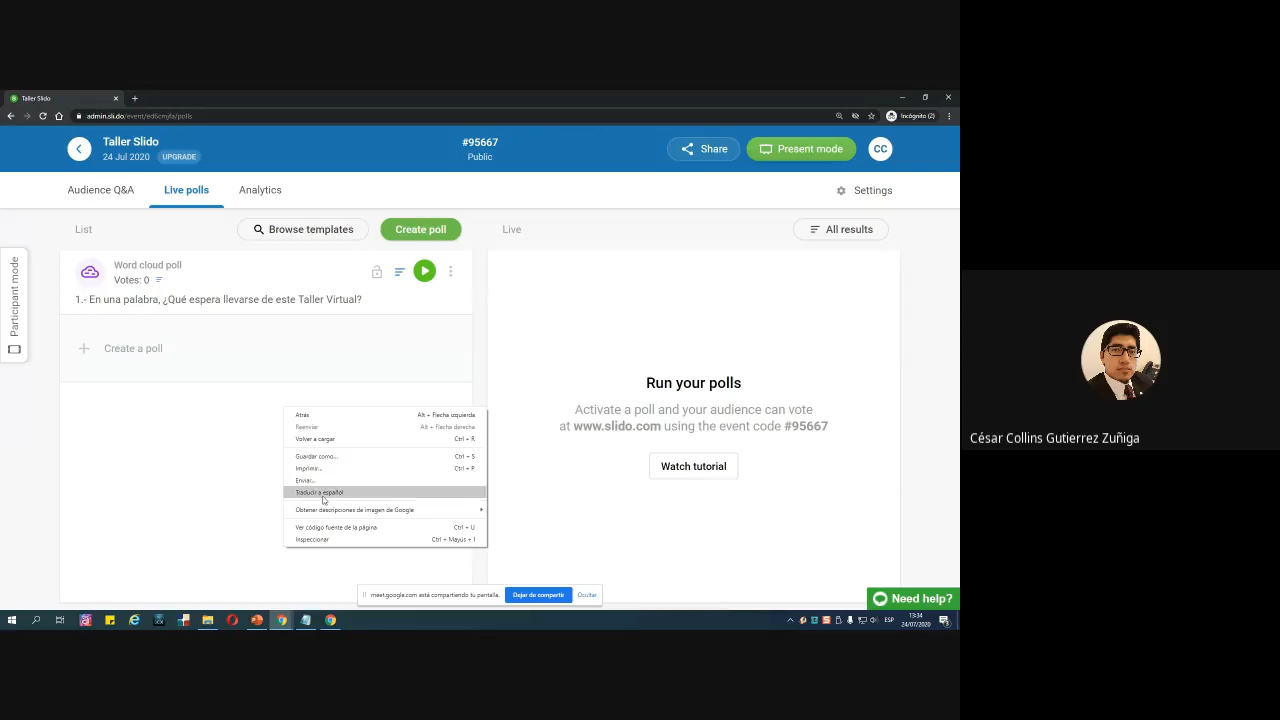 Taller Slido
admin.sli.do/event/ed6cmjfa/polls
Incógnito (2)
Taller Slido
24 Jul 2020 UPGRADE
#95667
Public
Share
Present mode
CC
Audience Q&A
Live polls
Analytics
Settings
List
Browse templates
Create poll
Live
All results
Participant mode
Word cloud poll
Votes: 0
1.- En una palabra, ¿Qué espera llevarse de este Taller Virtual?
Create a poll
Run your polls
Activate a poll and your audience can vote
at www.slido.com using the event code #95667
Watch tutorial
Atrás Alt + Flecha izquierda
Reenviar Alt + Flecha derecha
Volver a cargar Ctrl + R
Guardar como... Ctrl + S
Imprimir... Ctrl + P
Enviar...
Traducir a español
Obtener descripciones de imagen de Google
Ver código fuente de la página Ctrl + U
Inspeccionar Ctrl + Mayús + I
meet.google.com está compartiendo tu pantalla.
Dejar de compartir
Ocultar
Need help?
ESP
13:34
24/07/2020
César Collins Gutierrez Zuñiga